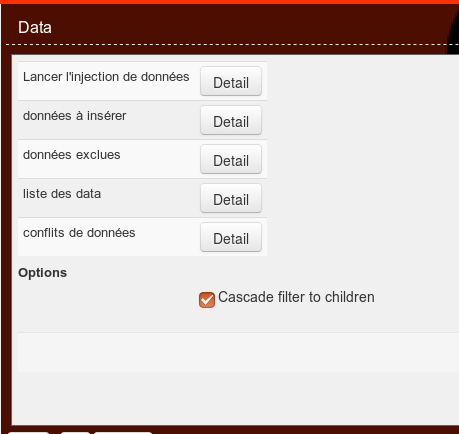 Data
Lancer l'injection de données Detail
données à insérer Detail
données exclues Detail
liste des data Detail
conflits de données Detail
Options
Cascade filter to children